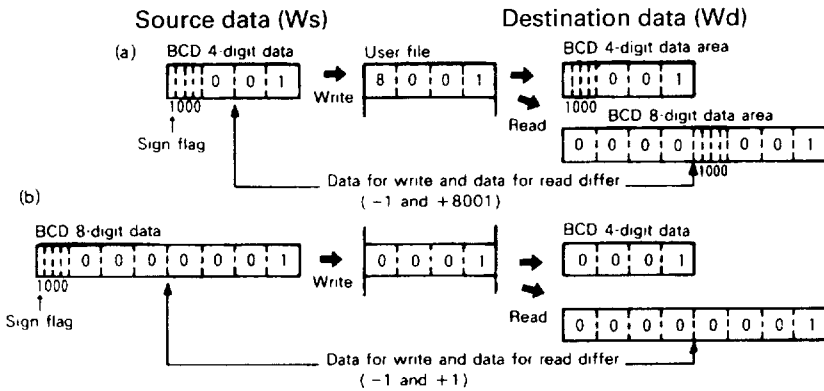 Source data (Ws) Destination data (Wd)
(a) BCD 4-digit data User file BCD 4-digit data area
0 0 1 8 0 0 1 0 0 1
1000 Write 1000
Sign flag Read BCD 8-digit data area
0 0 0 0 0 0 1
1000
Data for write and data for read differ
(-1 and +8001)
(b)
BCD 8-digit data BCD 4-digit data
0 0 0 0 0 0 1 0 0 0 1 0 0 0 1
1000 Write
Sign flag Read
0 0 0 0 0 0 0 1
Data for write and data for read differ
(-1 and +1)